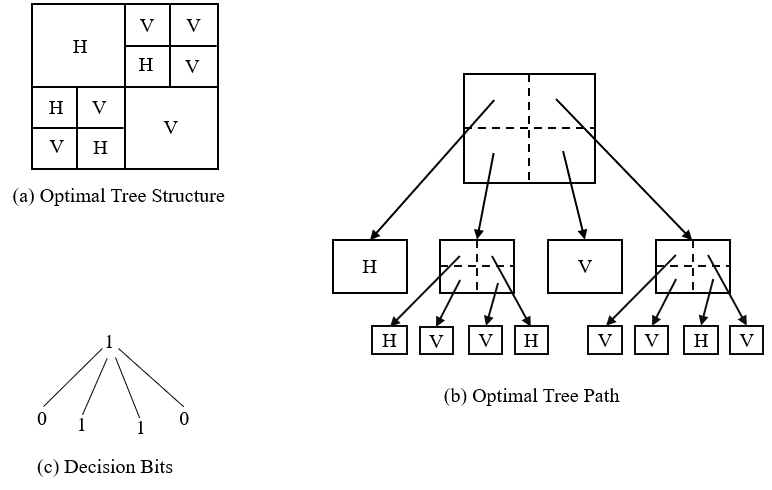 H V V
H V
H V
V H
V
(a) Optimal Tree Structure
H V
H V V H V V H V
(b) Optimal Tree Path
1
0 1 1 0
(c) Decision Bits